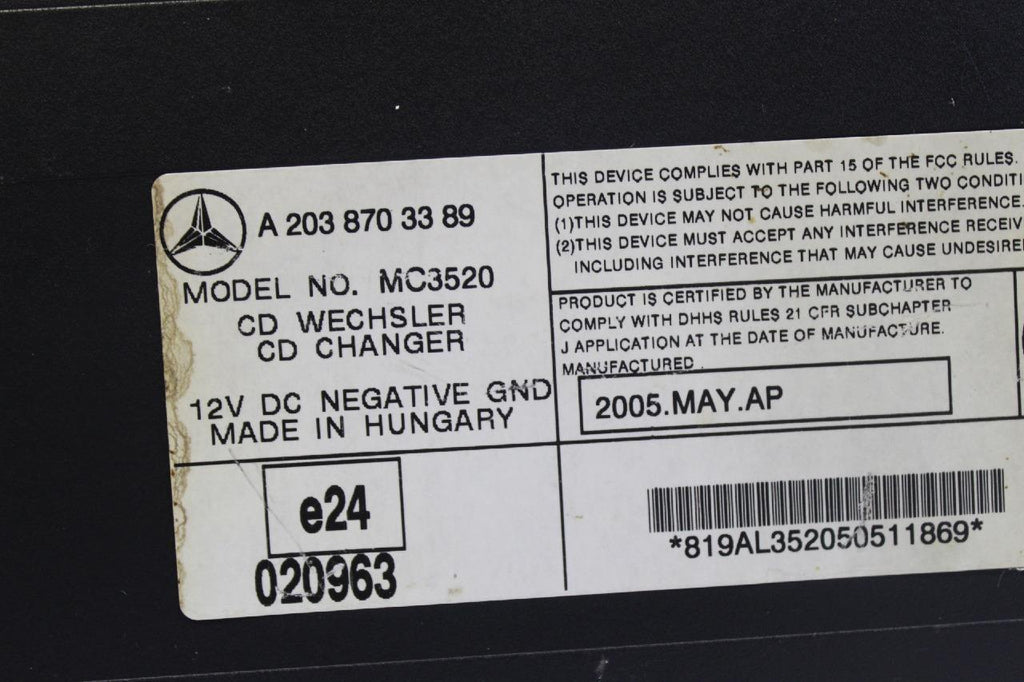 A 203 870 33 89
MODEL NO. MC3520
CD WECHSLER
CD CHANGER
12V DC NEGATIVE GND
MADE IN HUNGARY
e24
020963
THIS DEVICE COMPLIES WITH PART 15 OF THE FCC RULES.
OPERATION IS SUBJECT TO THE FOLLOWING TWO CONDITI
(1)THIS DEVICE MAY NOT CAUSE HARMFUL INTERFERENCE.
(2)THIS DEVICE MUST ACCEPT ANY INTERFERENCE RECEIV
INCLUDING INTERFERENCE THAT MAY CAUSE UNDESIRE
PRODUCT IS CERTIFIED BY THE MANUFACTURER TO
COMPLY WITH DHHS RULES 21 CFR SUBCHAPTER
J APPLICATION AT THE DATE OF MANUFACTURE.
MANUFACTURED
2005.MAY.AP
*819AL352050511869*